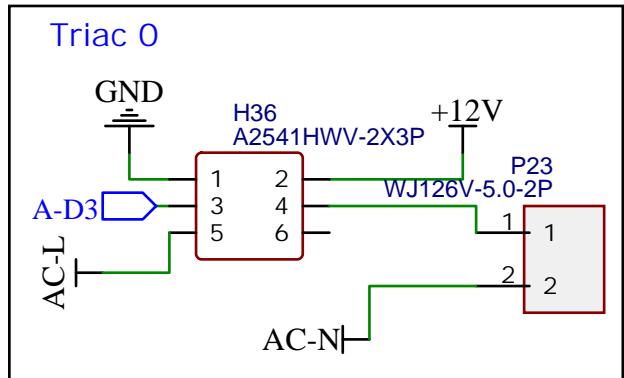 Triac 0
GND
H36
A2541HWV-2X3P
+12V
P23
WJ126V-5.0-2P
1 2
A-D3 3 4
1 1
5 6
AC-L
2 2
AC-N